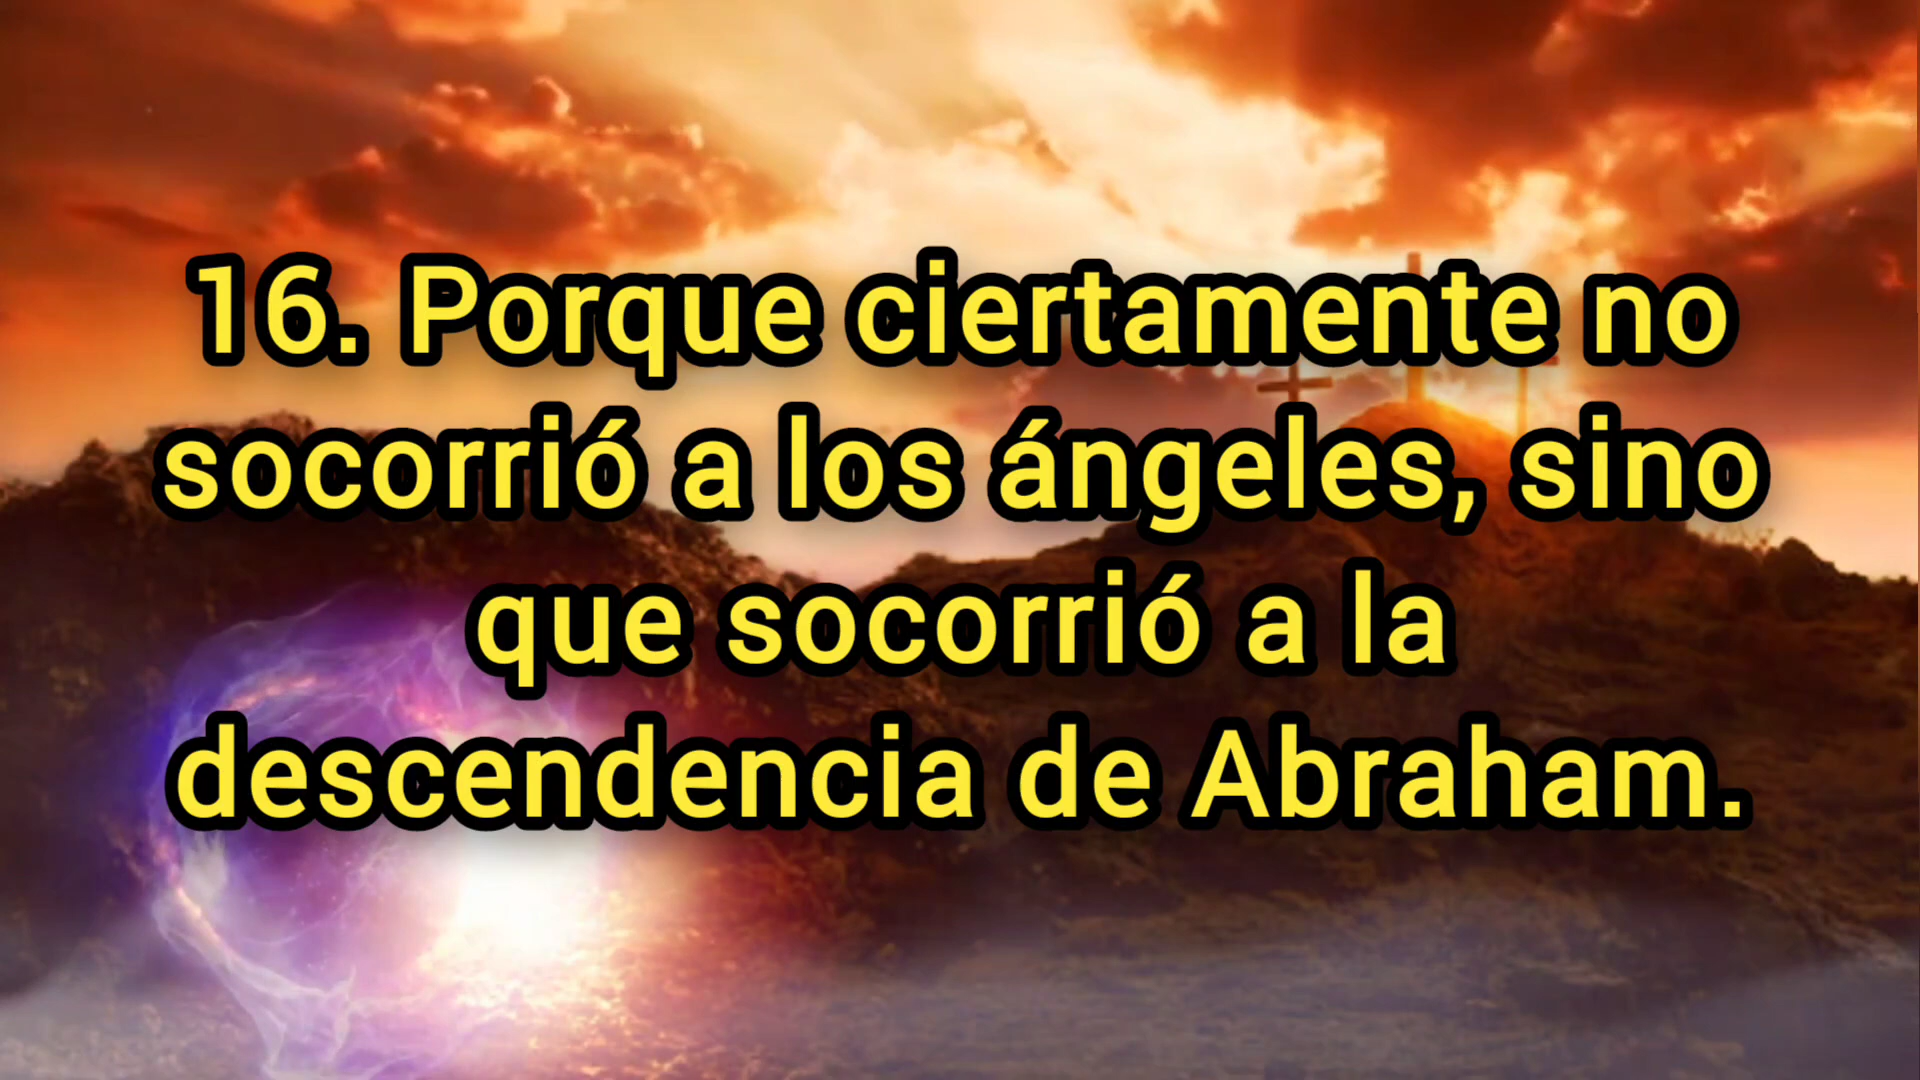 16. Porque ciertamente no
socorrió a los ángeles, sino
que socorrió a la
descendencia de Abraham.